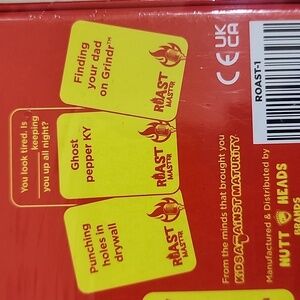 You look tired. Is
____ keeping
you up all night?
Finding
your dad
on Grindr™
ROAST
MASTER
Ghost
pepper KY
ROAST
MASTER
Punching
holes in
drywall
ROAST
MASTER
From the minds that brought you
KIDS AGAINST MATURITY
Manufactured & Distributed by
NUTT HEADS
BRANDS
CE UK
CA
ROAST-1